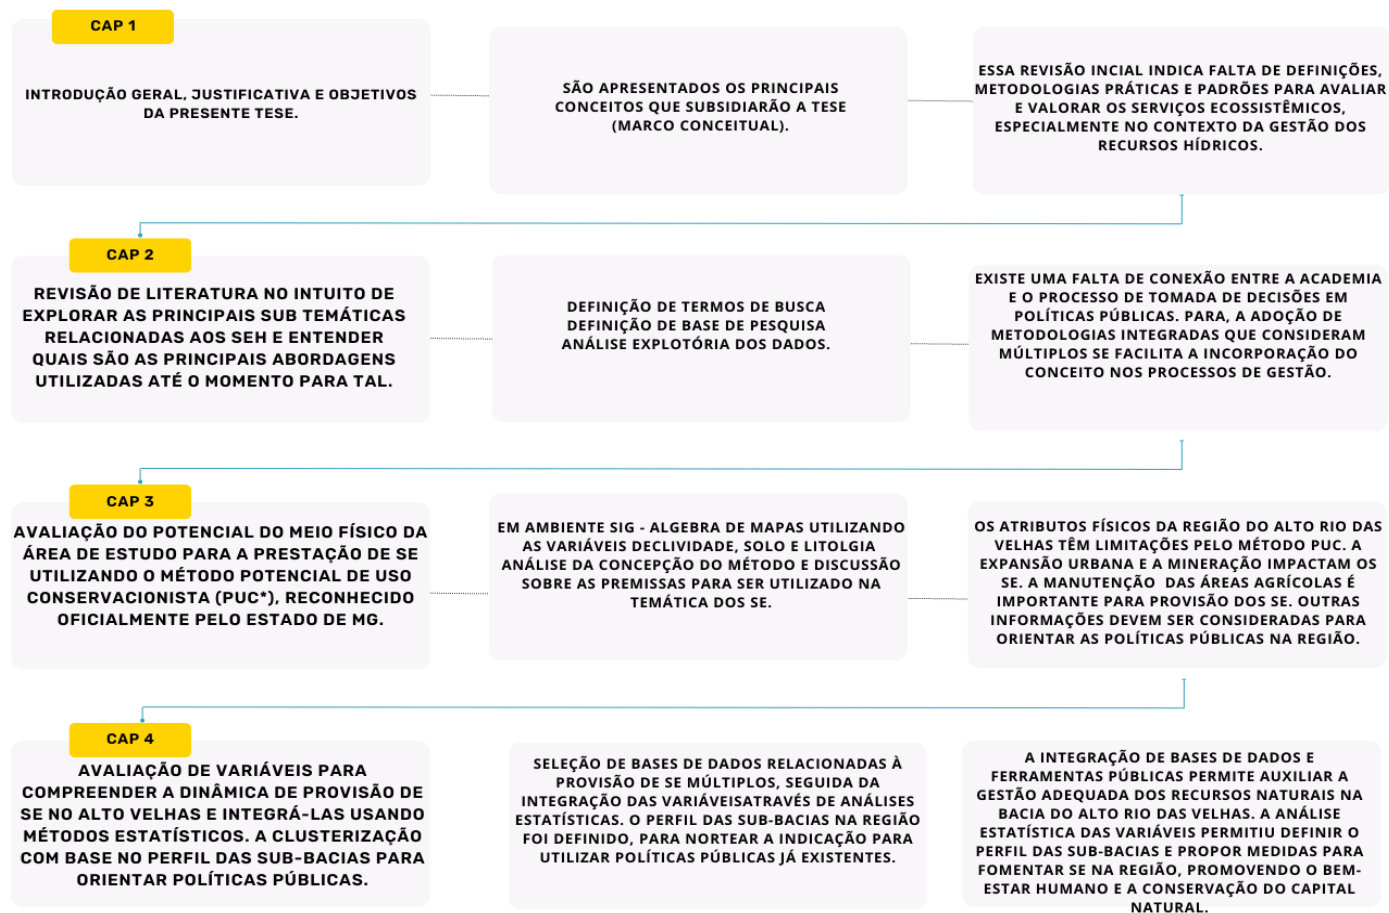 CAP 1
INTRODUÇÃO GERAL, JUSTIFICATIVA E OBJETIVOS
DA PRESENTE TESE.
SÃO APRESENTADOS OS PRINCIPAIS
CONCEITOS QUE SUBSIDIARÃO A TESE
(MARCO CONCEITUAL).
ESSA REVISÃO INCIAL INDICA FALTA DE DEFINIÇÕES,
METODOLOGIAS PRÁTICAS E PADRÕES PARA AVALIAR
E VALORAR OS SERVIÇOS ECOSSISTÊMICOS,
ESPECIALMENTE NO CONTEXTO DA GESTÃO DOS
RECURSOS HÍDRICOS.
CAP 2
REVISÃO DE LITERATURA NO INTUITO DE
EXPLORAR AS PRINCIPAIS SUB TEMÁTICAS
RELACIONADAS AOS SEH E ENTENDER
QUAIS SÃO AS PRINCIPAIS ABORDAGENS
UTILIZADAS ATÉ O MOMENTO PARA TAL.
DEFINIÇÃO DE TERMOS DE BUSCA
DEFINIÇÃO DE BASE DE PESQUISA
ANÁLISE EXPLOTÓRIA DOS DADOS.
EXISTE UMA FALTA DE CONEXÃO ENTRE A ACADEMIA
E O PROCESSO DE TOMADA DE DECISÕES EM
POLÍTICAS PÚBLICAS. PARA, A ADOÇÃO DE
METODOLOGIAS INTEGRADAS QUE CONSIDERAM
MÚLTIPLOS SE FACILITA A INCORPORAÇÃO DO
CONCEITO NOS PROCESSOS DE GESTÃO.
CAP 3
AVALIAÇÃO DO POTENCIAL DO MEIO FÍSICO DA
ÁREA DE ESTUDO PARA A PRESTAÇÃO DE SE
UTILIZANDO O MÉTODO POTENCIAL DE USO
CONSERVACIONISTA (PUC*), RECONHECIDO
OFICIALMENTE PELO ESTADO DE MG.
EM AMBIENTE SIG - ALGEBRA DE MAPAS UTILIZANDO
AS VARIÁVEIS DECLIVIDADE, SOLO E LITOLGIA
ANÁLISE DA CONCEPÇÃO DO MÉTODO E DISCUSSÃO
SOBRE AS PREMISSAS PARA SER UTILIZADO NA
TEMÁTICA DOS SE.
OS ATRIBUTOS FÍSICOS DA REGIÃO DO ALTO RIO DAS
VELHAS TÊM LIMITAÇÕES PELO MÉTODO PUC. A
EXPANSÃO URBANA E A MINERAÇÃO IMPACTAM OS
SE. A MANUTENÇÃO DAS ÁREAS AGRÍCOLAS É
IMPORTANTE PARA PROVISÃO DOS SE. OUTRAS
INFORMAÇÕES DEVEM SER CONSIDERADAS PARA
ORIENTAR AS POLÍTICAS PÚBLICAS NA REGIÃO.
CAP 4
AVALIAÇÃO DE VARIÁVEIS PARA
COMPREENDER A DINÂMICA DE PROVISÃO DE
SE NO ALTO VELHAS E INTEGRÁ-LAS USANDO
MÉTODOS ESTATÍSTICOS. A CLUSTERIZAÇÃO
COM BASE NO PERFIL DAS SUB-BACIAS PARA
ORIENTAR POLÍTICAS PÚBLICAS.
SELEÇÃO DE BASES DE DADOS RELACIONADAS À
PROVISÃO DE SE MÚLTIPLOS, SEGUIDA DA
INTEGRAÇÃO DAS VARIÁVEISATRAVÉS DE ANÁLISES
ESTATÍSTICAS. O PERFIL DAS SUB-BACIAS NA REGIÃO
FOI DEFINIDO, PARA NORTEAR A INDICAÇÃO PARA
UTILIZAR POLÍTICAS PÚBLICAS JÁ EXISTENTES.
A INTEGRAÇÃO DE BASES DE DADOS E
FERRAMENTAS PÚBLICAS PERMITE AUXILIAR A
GESTÃO ADEQUADA DOS RECURSOS NATURAIS NA
BACIA DO ALTO RIO DAS VELHAS. A ANÁLISE
ESTATÍSTICA DAS VARIÁVEIS PERMITIU DEFINIR O
PERFIL DAS SUB-BACIAS E PROPOR MEDIDAS PARA
FOMENTAR SE NA REGIÃO, PROMOVENDO O BEM-
ESTAR HUMANO E A CONSERVAÇÃO DO CAPITAL
NATURAL.